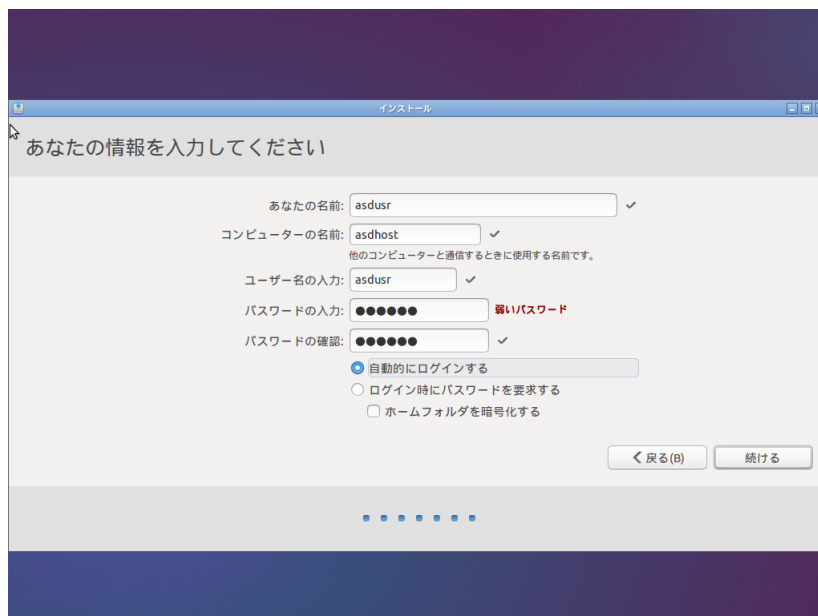 インストール
あなたの情報を入力してください
あなたの名前: asdusr
コンピューターの名前: asdhost
他のコンピューターと通信するときに使用する名前です。
ユーザー名の入力: asdusr
パスワードの入力: ●●●●●● 弱いパスワード
パスワードの確認: ●●●●●●
自動的にログインする
ログイン時にパスワードを要求する
ホームフォルダを暗号化する
戻る(B) 続ける